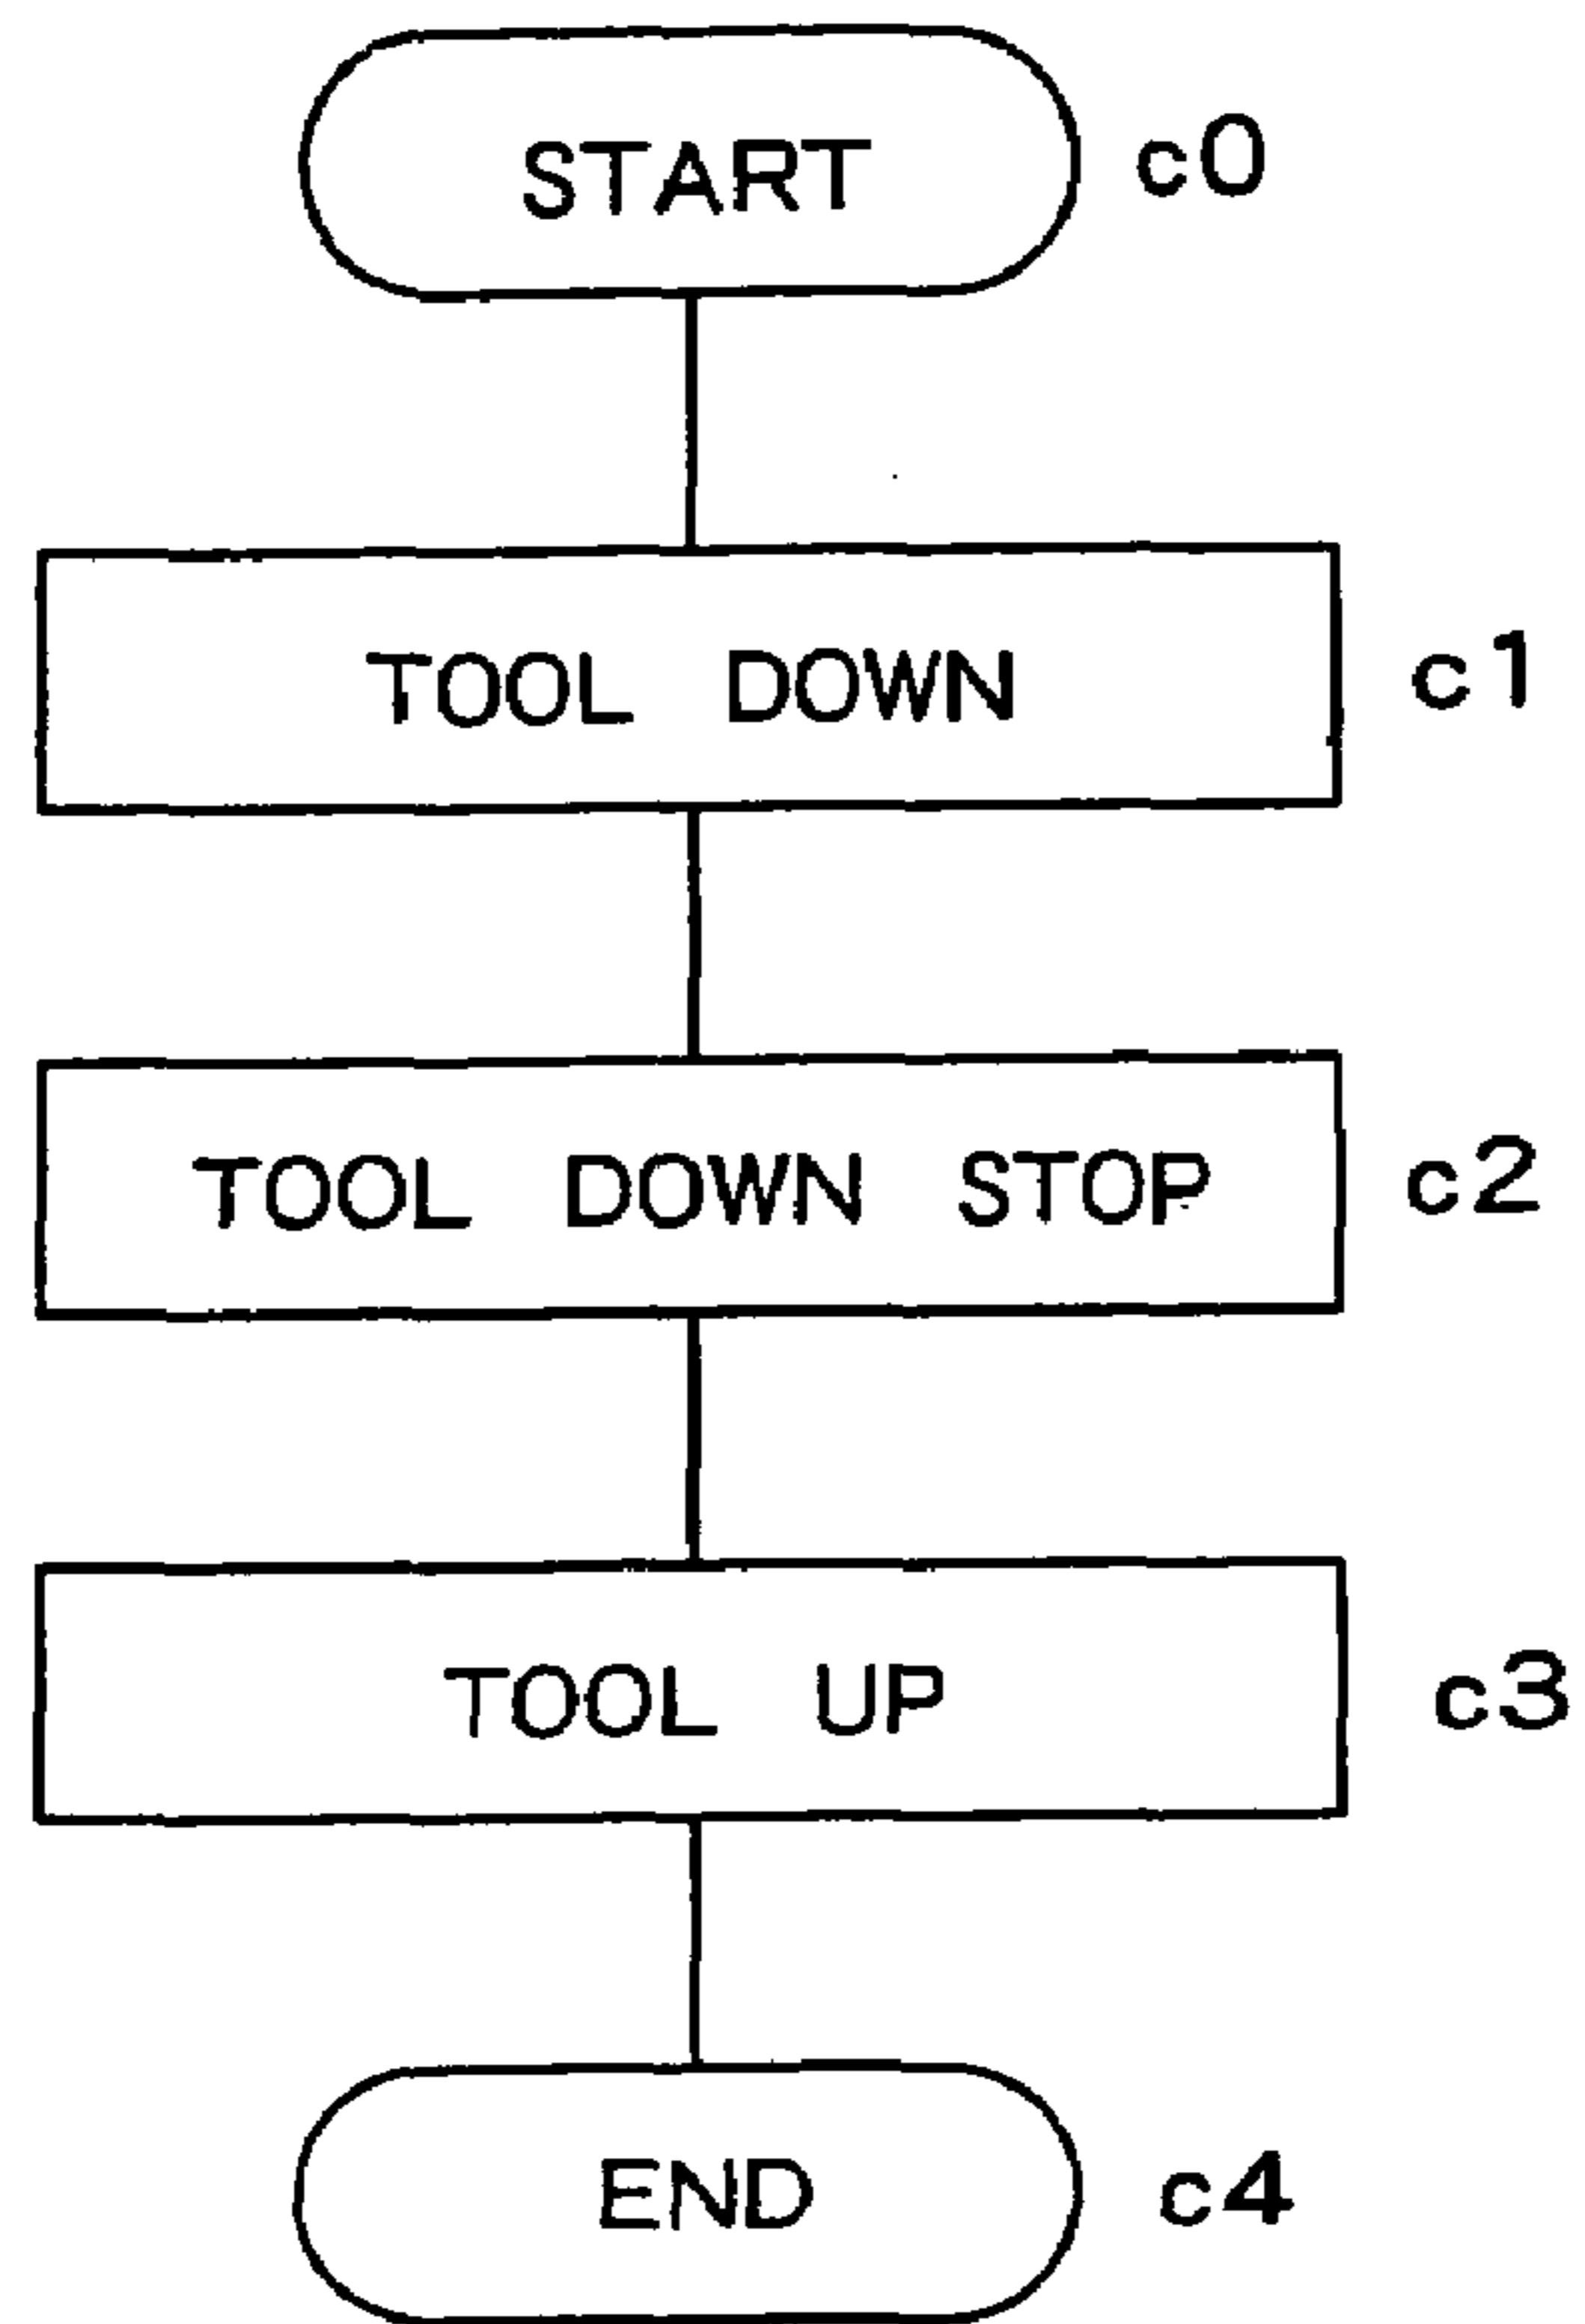 START c0
TOOL DOWN c1
TOOL DOWN STOP c2
TOOL UP c3
END c4